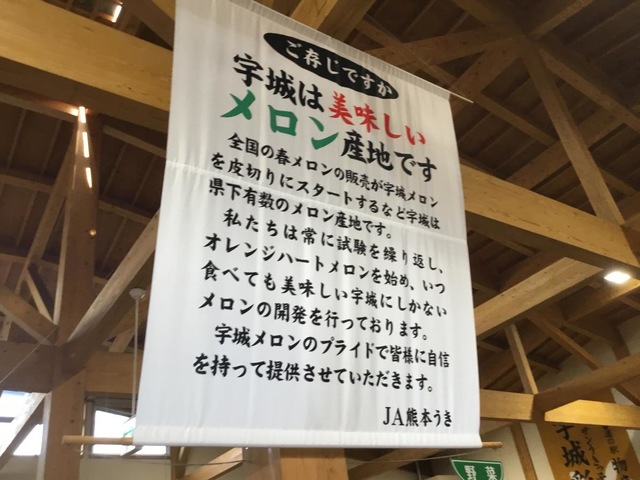 ご存じですか
宇城は美味しい
メロン産地です
全国の春メロンの販売が宇城メロン
を皮切りにスタートするなど宇城は
県下有数のメロン産地です。
私たちは常に試験を繰り返し、
オレンジハートメロンを始め、いつ
食べても美味しい宇城にしかない
メロンの開発を行っております。
宇城メロンのプライドで皆様に自信
を持って提供させていただきます。
JA熊本うき
野菜
宇城